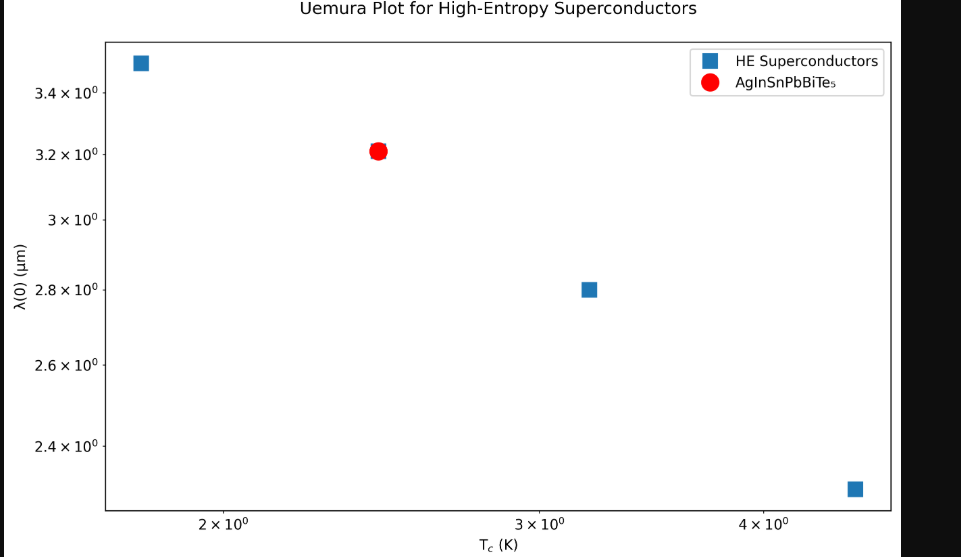 Uemura Plot for High-Entropy Superconductors
HE Superconductors
AgInSnPbBiTe₅
3.4 × 10⁰
3.2 × 10⁰
3 × 10⁰
2.8 × 10⁰
2.6 × 10⁰
2.4 × 10⁰
λ(0) (μm)
2 × 10⁰
3 × 10⁰
4 × 10⁰
T_c (K)